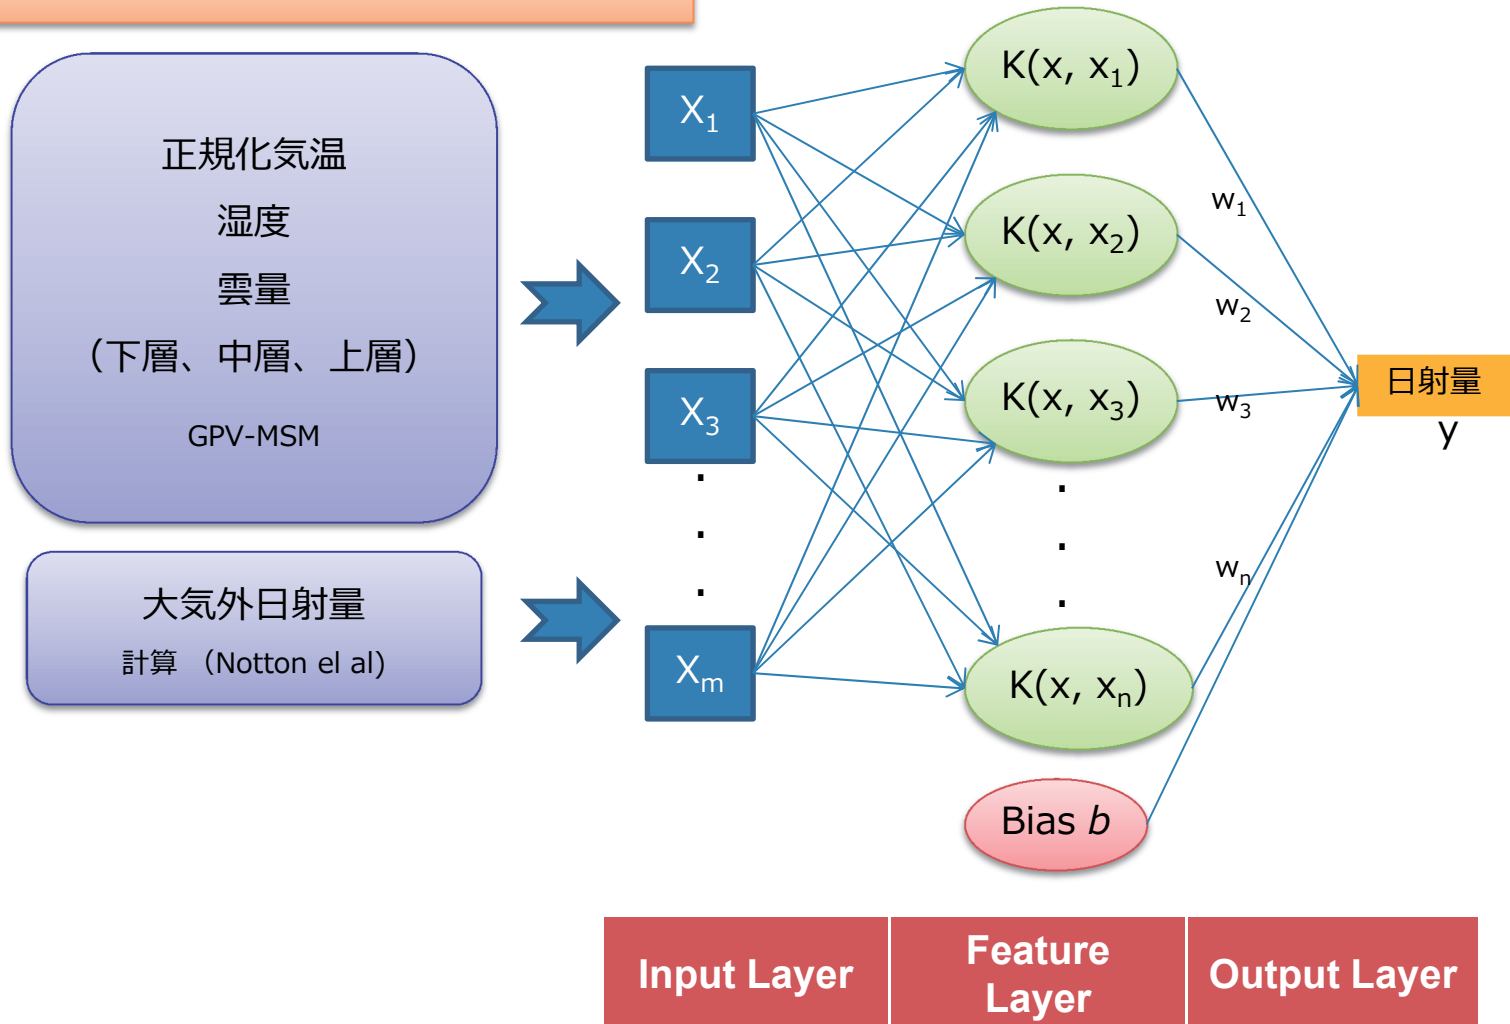 正規化気温
湿度
雲量
（下層、中層、上層）
GPV-MSM
大気外日射量
計算 （Notton el al)
X1
X2
X3
.
.
.
Xm
K(x, x1)
K(x, x2)
K(x, x3)
.
.
.
K(x, xn)
Bias b
w1
w2
w3
wn
日射量
y
Input Layer
Feature
Layer
Output Layer